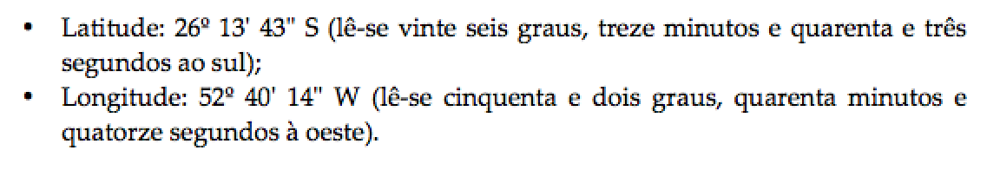 • Latitude: 26º 13' 43" S (lê-se vinte seis graus, treze minutos e quarenta e três
segundos ao sul);
• Longitude: 52º 40' 14" W (lê-se cinquenta e dois graus, quarenta minutos e
quatorze segundos à oeste).